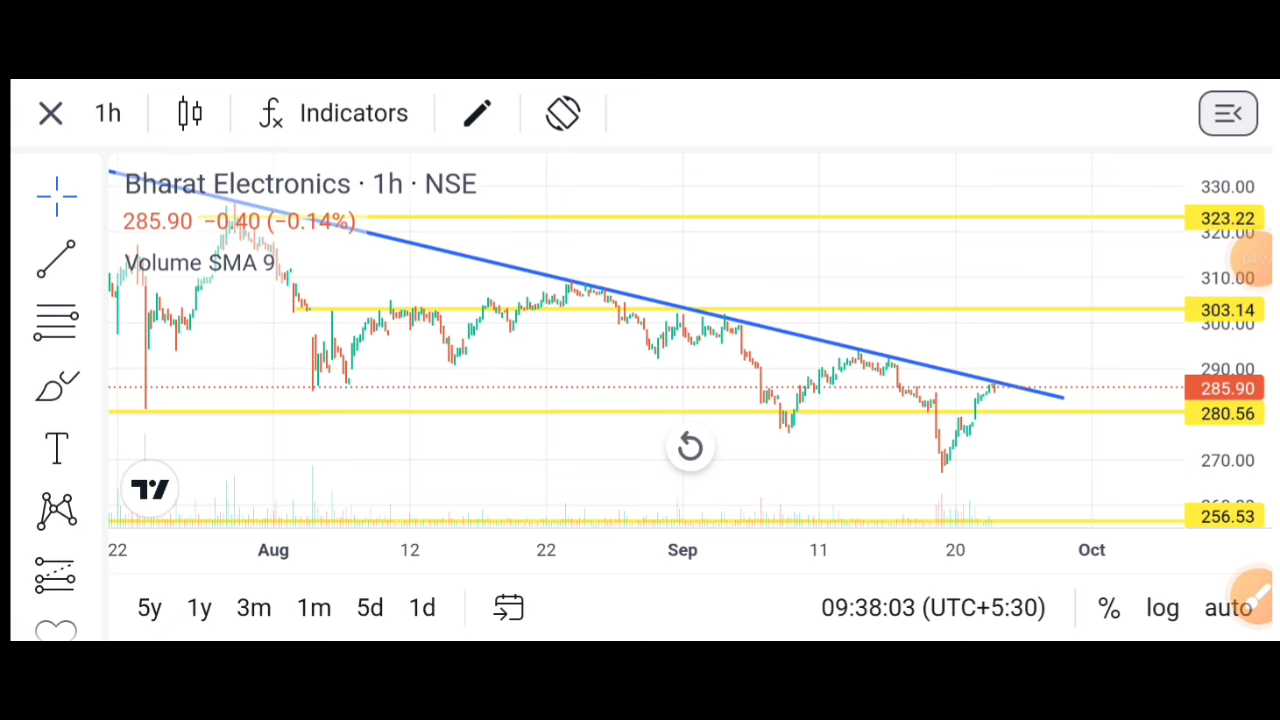 1h
Indicators
Bharat Electronics · 1h · NSE
285.90 −0.40 (−0.14%)
Volume SMA 9
330.00
323.22
320.00
310.00
303.14
300.00
290.00
285.90
280.56
270.00
256.53
22 Aug 12 22 Sep 11 20 Oct
5y 1y 3m 1m 5d 1d
09:38:03 (UTC+5:30) % log auto